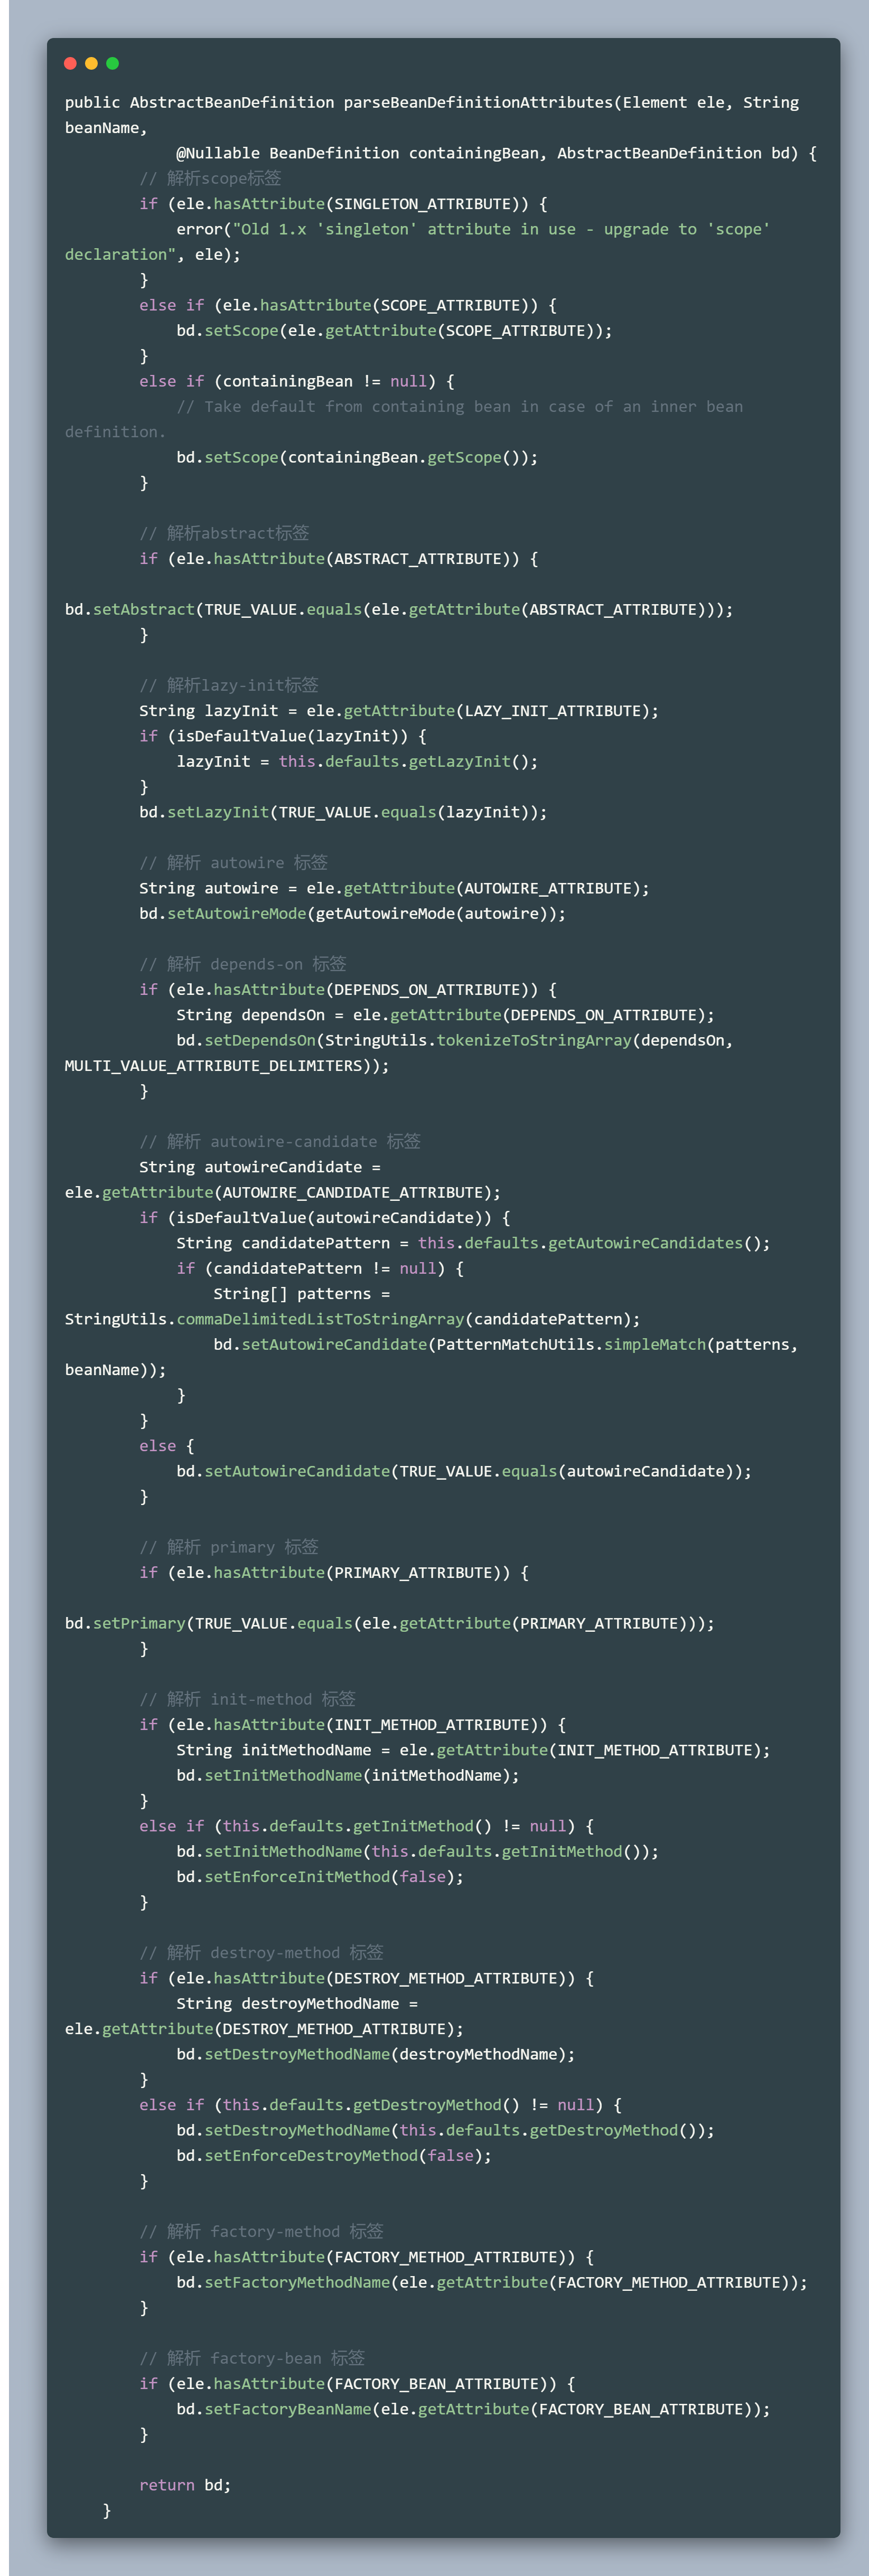 public AbstractBeanDefinition parseBeanDefinitionAttributes(Element ele, String
beanName,
            @Nullable BeanDefinition containingBean, AbstractBeanDefinition bd) {
        // 解析scope标签
        if (ele.hasAttribute(SINGLETON_ATTRIBUTE)) {
            error("Old 1.x 'singleton' attribute in use - upgrade to 'scope'
declaration", ele);
        }
        else if (ele.hasAttribute(SCOPE_ATTRIBUTE)) {
            bd.setScope(ele.getAttribute(SCOPE_ATTRIBUTE));
        }
        else if (containingBean != null) {
            // Take default from containing bean in case of an inner bean
definition.
            bd.setScope(containingBean.getScope());
        }

        // 解析abstract标签
        if (ele.hasAttribute(ABSTRACT_ATTRIBUTE)) {

bd.setAbstract(TRUE_VALUE.equals(ele.getAttribute(ABSTRACT_ATTRIBUTE)));
        }

        // 解析lazy-init标签
        String lazyInit = ele.getAttribute(LAZY_INIT_ATTRIBUTE);
        if (isDefaultValue(lazyInit)) {
            lazyInit = this.defaults.getLazyInit();
        }
        bd.setLazyInit(TRUE_VALUE.equals(lazyInit));

        // 解析 autowire 标签
        String autowire = ele.getAttribute(AUTOWIRE_ATTRIBUTE);
        bd.setAutowireMode(getAutowireMode(autowire));

        // 解析 depends-on 标签
        if (ele.hasAttribute(DEPENDS_ON_ATTRIBUTE)) {
            String dependsOn = ele.getAttribute(DEPENDS_ON_ATTRIBUTE);
            bd.setDependsOn(StringUtils.tokenizeToStringArray(dependsOn,
MULTI_VALUE_ATTRIBUTE_DELIMITERS));
        }

        // 解析 autowire-candidate 标签
        String autowireCandidate =
ele.getAttribute(AUTOWIRE_CANDIDATE_ATTRIBUTE);
        if (isDefaultValue(autowireCandidate)) {
            String candidatePattern = this.defaults.getAutowireCandidates();
            if (candidatePattern != null) {
                String[] patterns =
StringUtils.commaDelimitedListToStringArray(candidatePattern);
                bd.setAutowireCandidate(PatternMatchUtils.simpleMatch(patterns,
beanName));
            }
        }
        else {
            bd.setAutowireCandidate(TRUE_VALUE.equals(autowireCandidate));
        }

        // 解析 primary 标签
        if (ele.hasAttribute(PRIMARY_ATTRIBUTE)) {

bd.setPrimary(TRUE_VALUE.equals(ele.getAttribute(PRIMARY_ATTRIBUTE)));
        }

        // 解析 init-method 标签
        if (ele.hasAttribute(INIT_METHOD_ATTRIBUTE)) {
            String initMethodName = ele.getAttribute(INIT_METHOD_ATTRIBUTE);
            bd.setInitMethodName(initMethodName);
        }
        else if (this.defaults.getInitMethod() != null) {
            bd.setInitMethodName(this.defaults.getInitMethod());
            bd.setEnforceInitMethod(false);
        }

        // 解析 destroy-method 标签
        if (ele.hasAttribute(DESTROY_METHOD_ATTRIBUTE)) {
            String destroyMethodName =
ele.getAttribute(DESTROY_METHOD_ATTRIBUTE);
            bd.setDestroyMethodName(destroyMethodName);
        }
        else if (this.defaults.getDestroyMethod() != null) {
            bd.setDestroyMethodName(this.defaults.getDestroyMethod());
            bd.setEnforceDestroyMethod(false);
        }

        // 解析 factory-method 标签
        if (ele.hasAttribute(FACTORY_METHOD_ATTRIBUTE)) {
            bd.setFactoryMethodName(ele.getAttribute(FACTORY_METHOD_ATTRIBUTE));
        }

        // 解析 factory-bean 标签
        if (ele.hasAttribute(FACTORY_BEAN_ATTRIBUTE)) {
            bd.setFactoryBeanName(ele.getAttribute(FACTORY_BEAN_ATTRIBUTE));
        }

        return bd;
    }